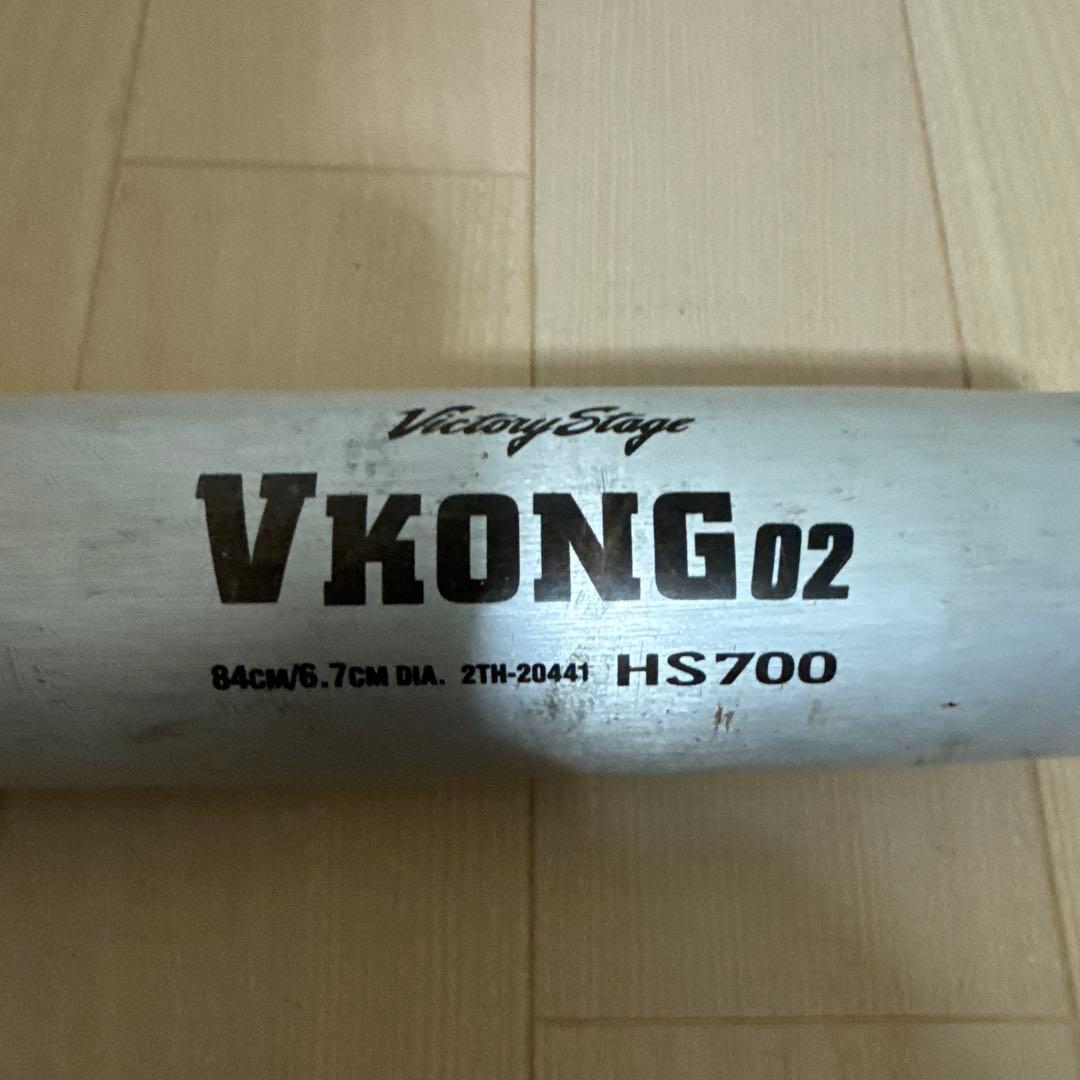 Victory Stage
VKONG02
84CM/6.7CM DIA. 2TH-20441 HS700